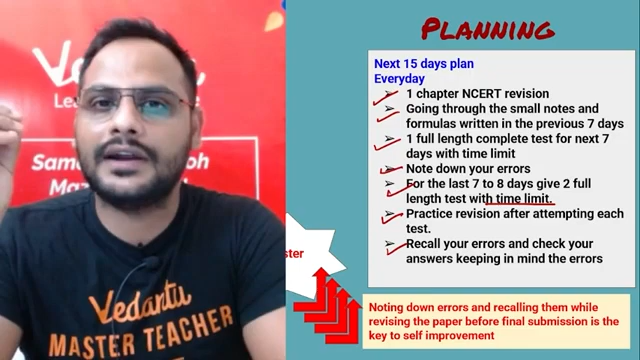 Planning
Next 15 days plan
Everyday
➢ 1 chapter NCERT revision
➢ Going through the small notes and
formulas written in the previous 7 days
➢ 1 full length complete test for next 7
days with time limit
➢ Note down your errors
➢ For the last 7 to 8 days give 2 full
length test with time limit.
➢ Practice revision after attempting each
test.
➢ Recall your errors and check your
answers keeping in mind the errors
Noting down errors and recalling them while
revising the paper before final submission is the
key to self improvement
Vedantu
MASTER TEACHER